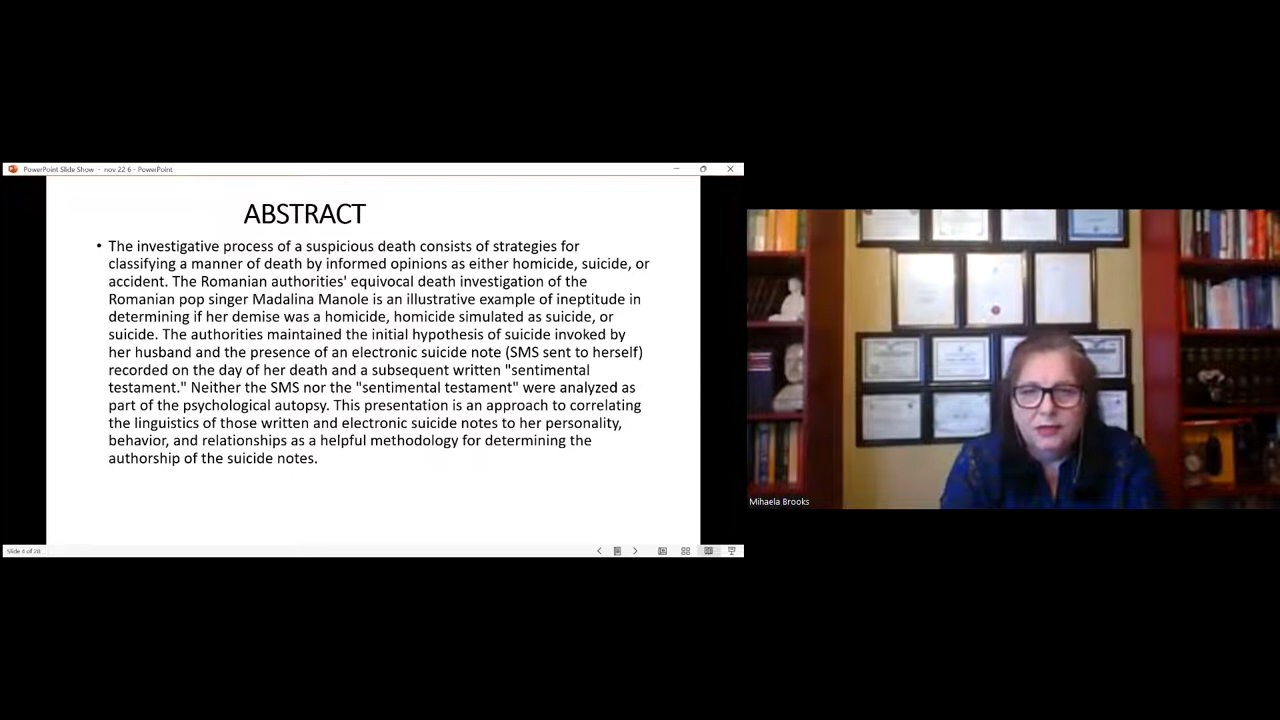 PowerPoint Slide Show - nov 22 6 - PowerPoint
ABSTRACT
• The investigative process of a suspicious death consists of strategies for
classifying a manner of death by informed opinions as either homicide, suicide, or
accident. The Romanian authorities' equivocal death investigation of the
Romanian pop singer Madalina Manole is an illustrative example of ineptitude in
determining if her demise was a homicide, homicide simulated as suicide, or
suicide. The authorities maintained the initial hypothesis of suicide invoked by
her husband and the presence of an electronic suicide note (SMS sent to herself)
recorded on the day of her death and a subsequent written "sentimental
testament." Neither the SMS nor the "sentimental testament" were analyzed as
part of the psychological autopsy. This presentation is an approach to correlating
the linguistics of those written and electronic suicide notes to her personality,
behavior, and relationships as a helpful methodology for determining the
authorship of the suicide notes.
Slide 4 of 28
Mihaela Brooks